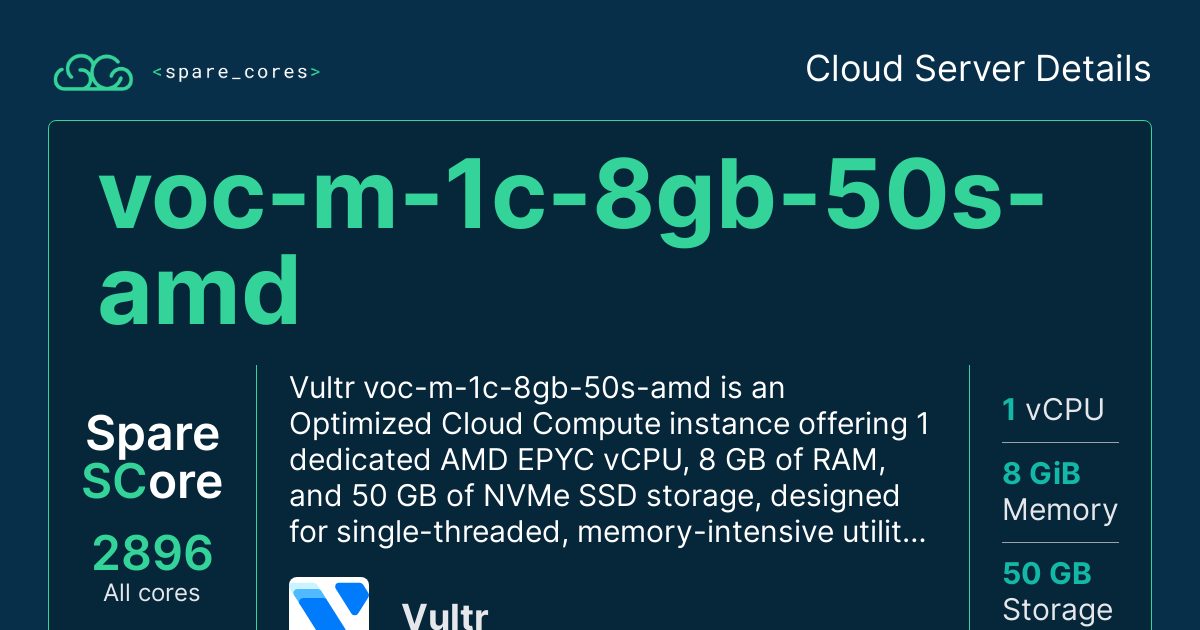 <spare_cores>
Cloud Server Details
voc-m-1c-8gb-50s-
amd
Spare
SCore
2896
All cores
Vultr voc-m-1c-8gb-50s-amd is an
Optimized Cloud Compute instance offering 1
dedicated AMD EPYC vCPU, 8 GB of RAM,
and 50 GB of NVMe SSD storage, designed
for single-threaded, memory-intensive utilit...
Vultr
1 vCPU
8 GiB
Memory
50 GB
Storage